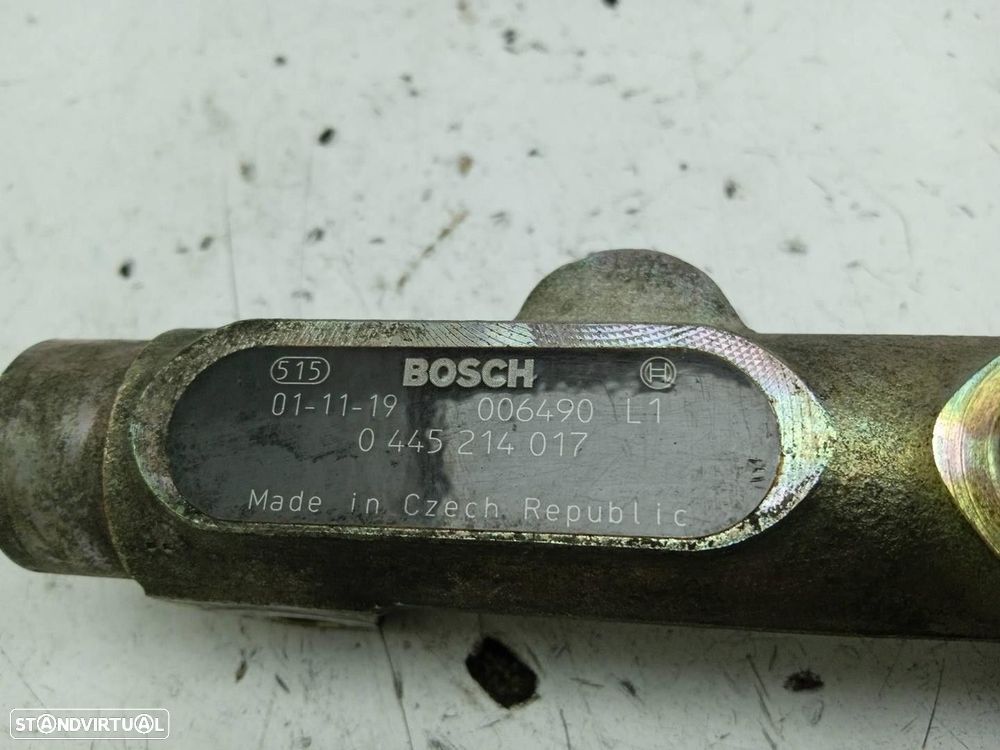 515 BOSCH
01-11-19 006490 L1
0 445 214 017
Made in Czech Republic
STANDVIRTUAL